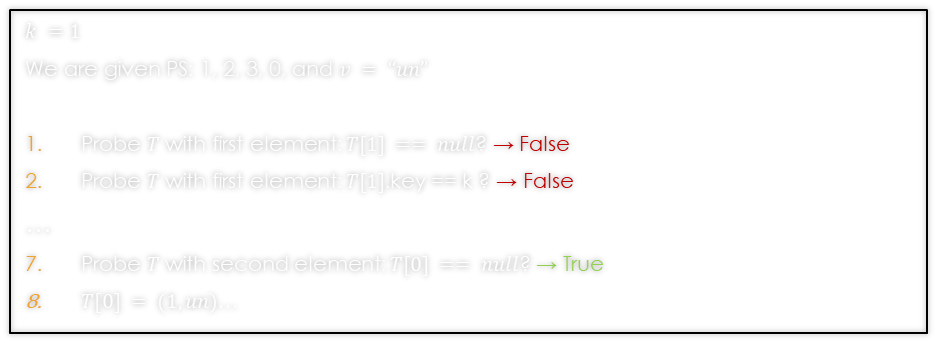 k = 1
We are given PS: 1, 2, 3, 0, and v = "un"
1. Probe T with first element: T[1] == null? → False
2. Probe T with first element: T[1].key == k ? → False
...
7. Probe T with second element: T[0] == null? → True
8. T[0] = (1, un)...